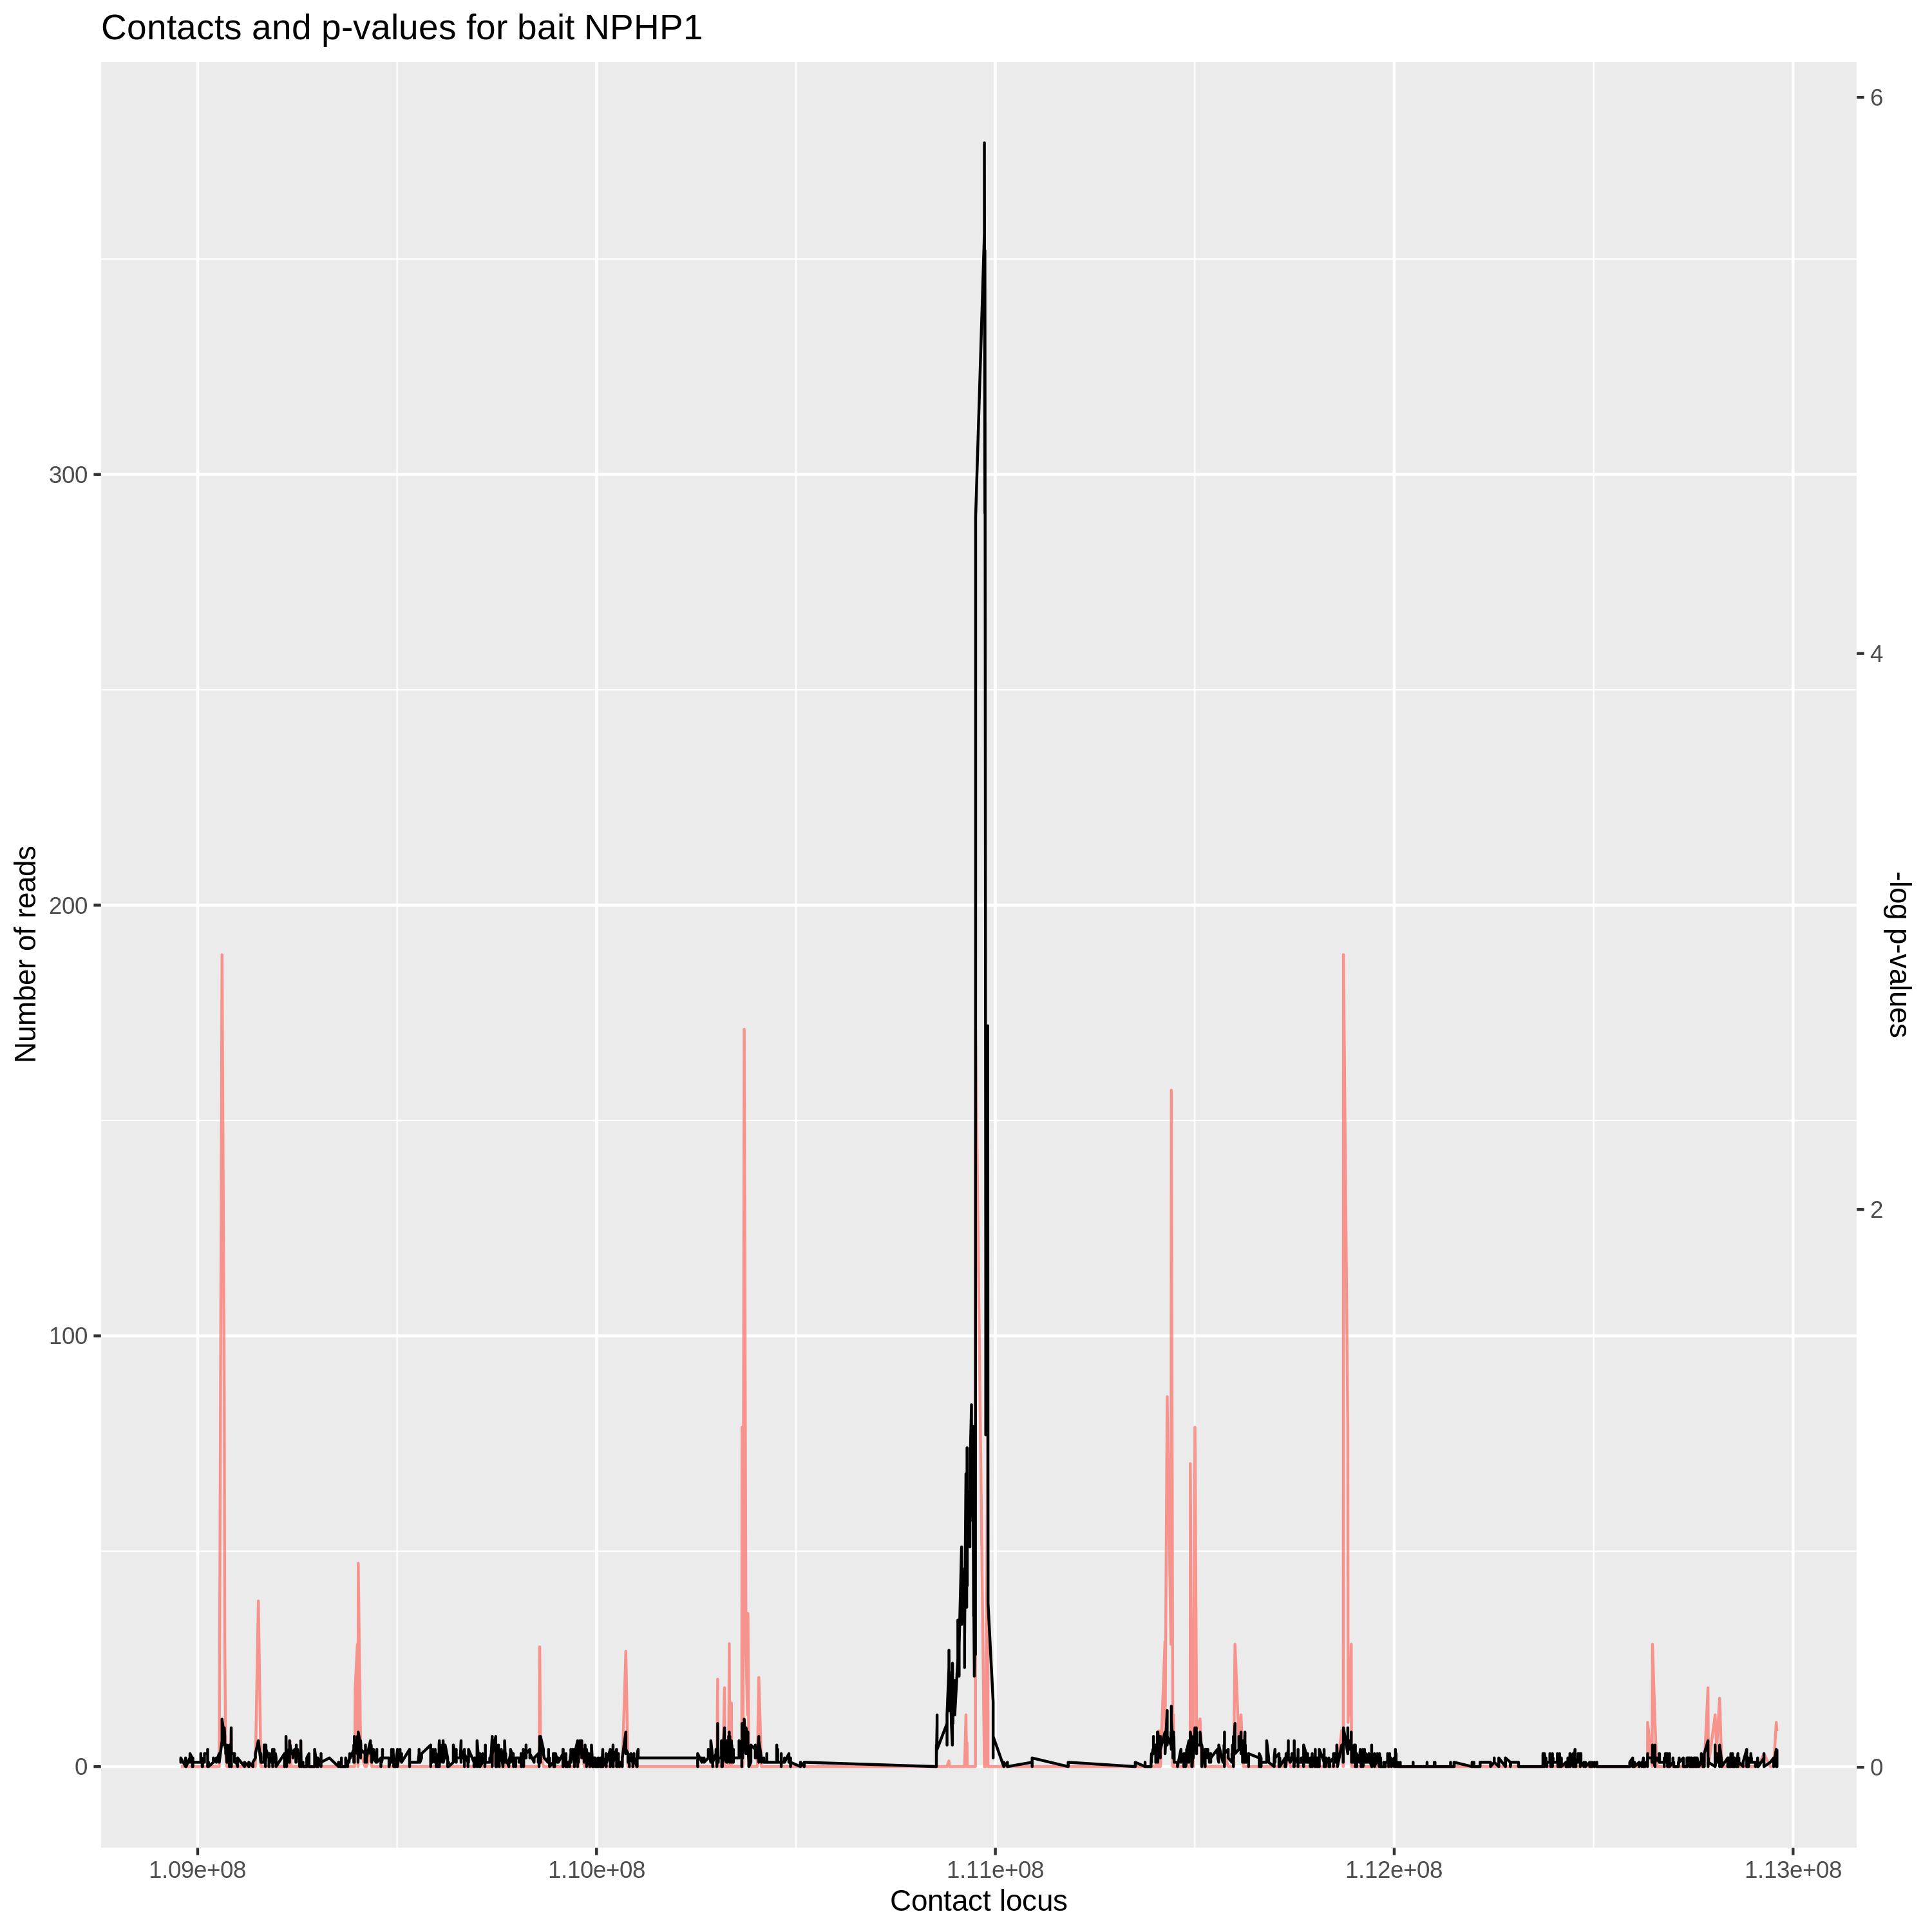 Contacts and p-values for bait NPHP1
Number of reads
300
200
100
0
6
4
2
0
-log p-values
1.09e+08
1.10e+08
1.11e+08
1.12e+08
1.13e+08
Contact locus